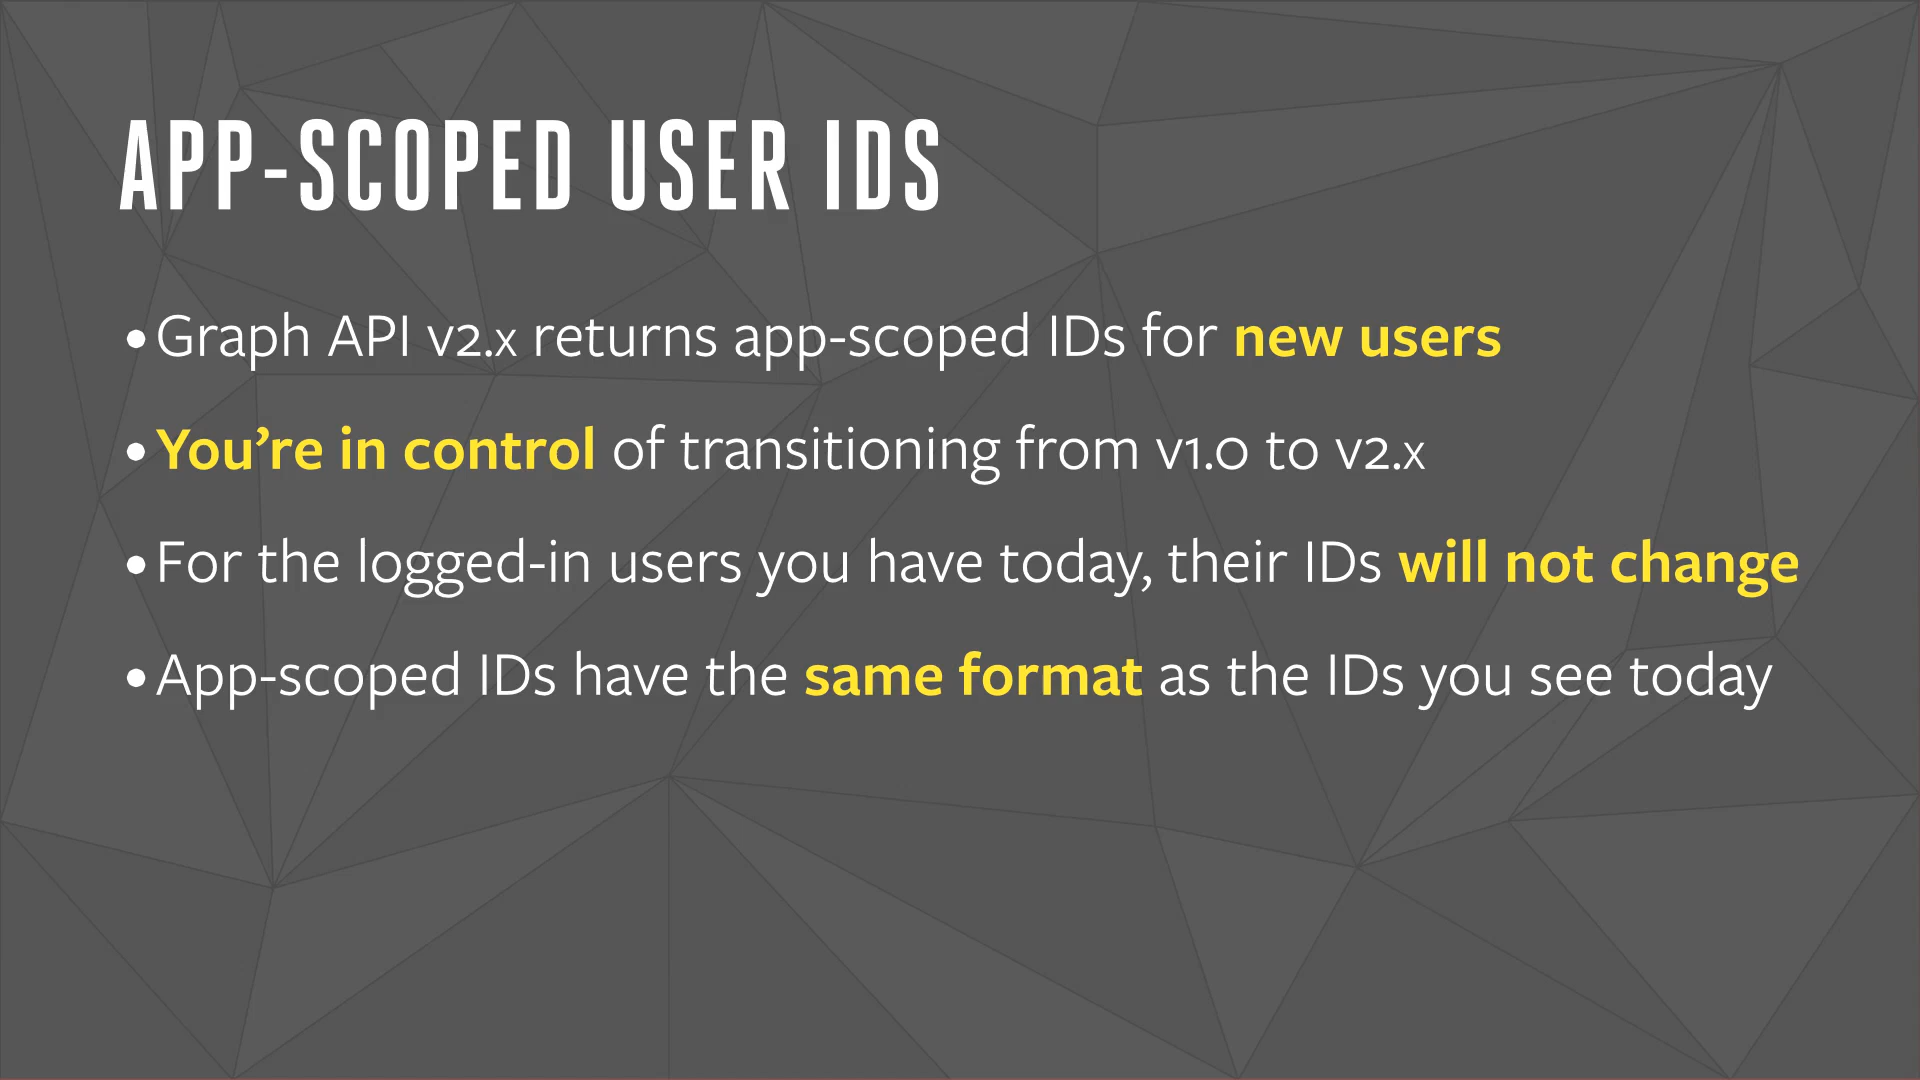 APP-SCOPED USER IDS
•Graph API v2.x returns app-scoped IDs for new users
•You’re in control of transitioning from v1.0 to v2.x
•For the logged-in users you have today, their IDs will not change
•App-scoped IDs have the same format as the IDs you see today